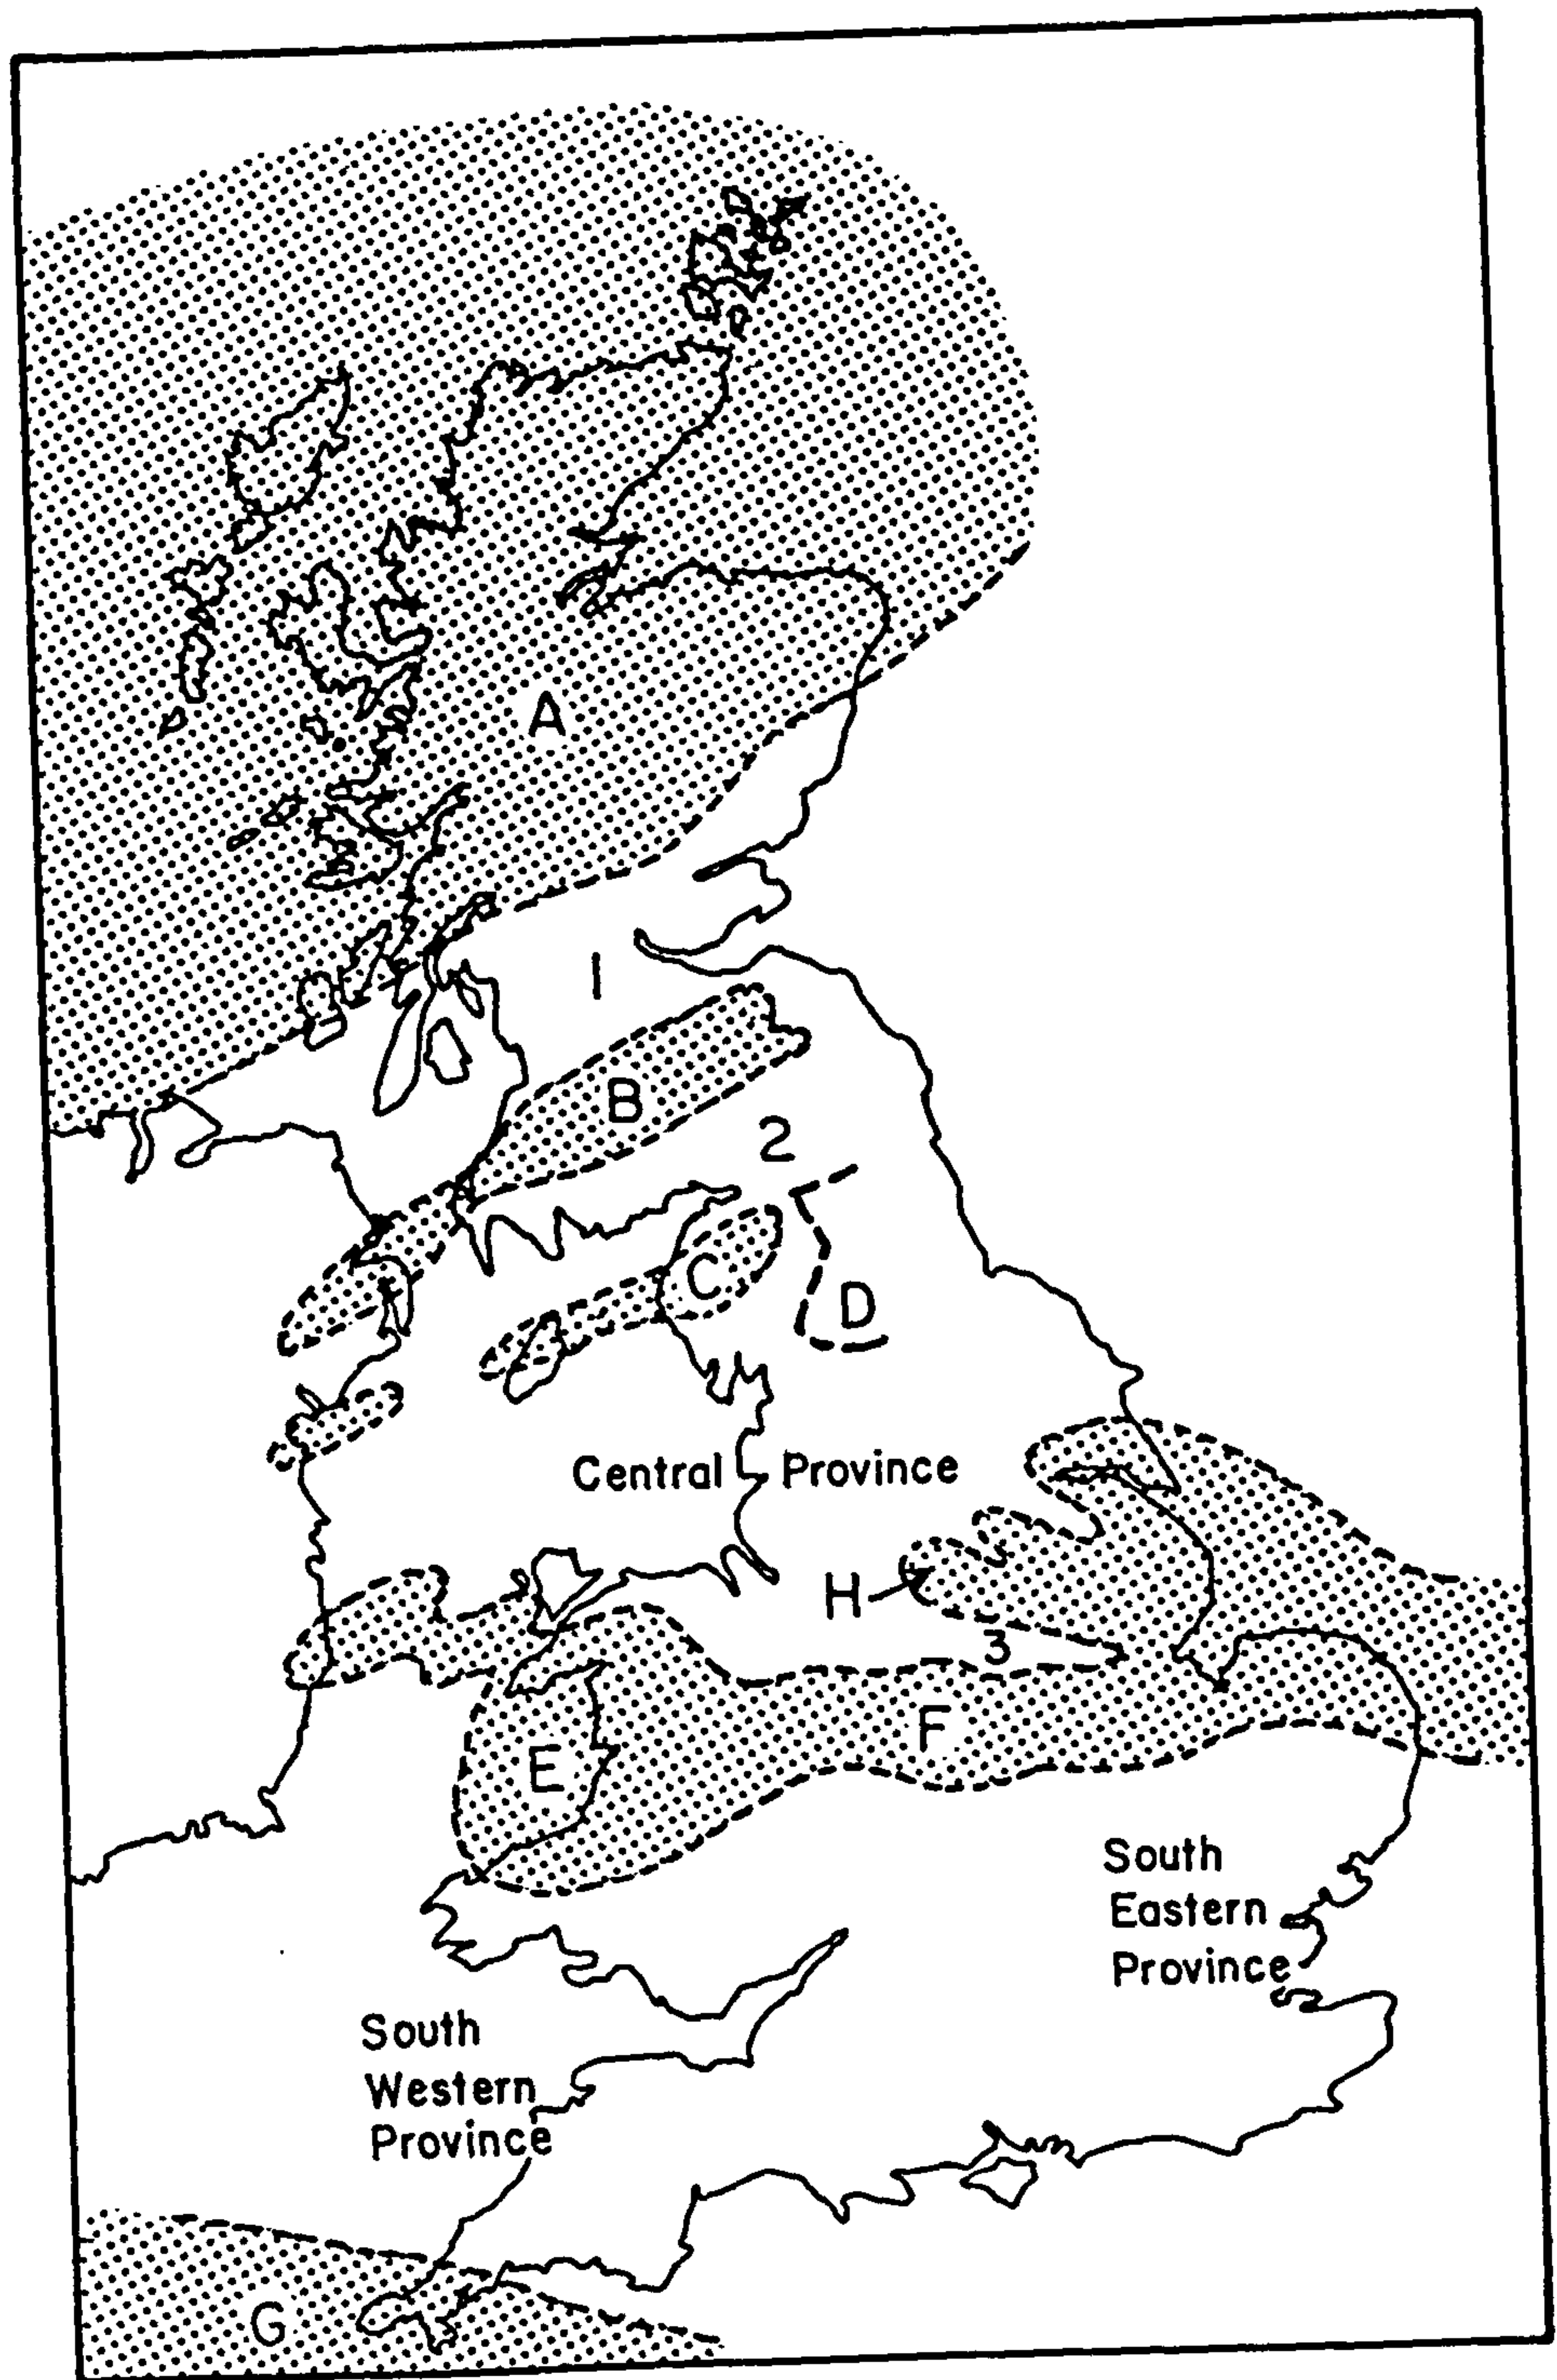 A
1
B
2
C
D
Central Province
H
3
F
E
South
Eastern
Province
South
Western
Province
G